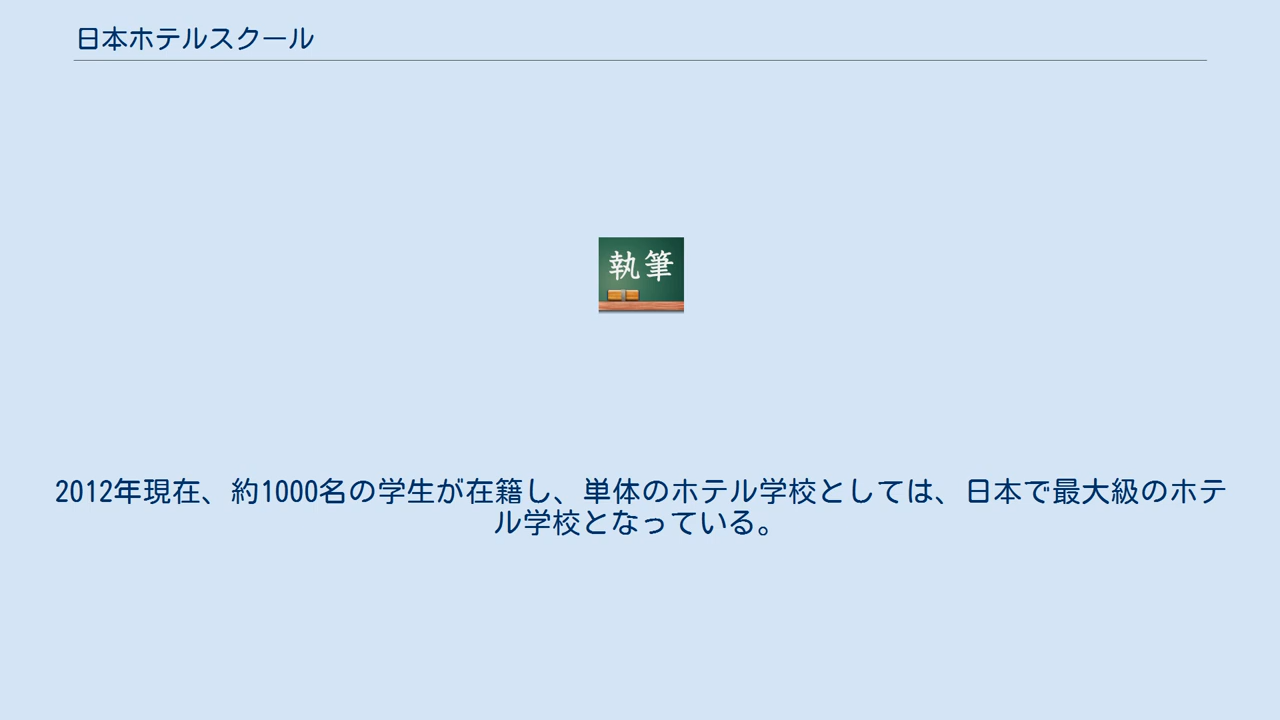 日本ホテルスクール
執筆
2012年現在、約1000名の学生が在籍し、単体のホテル学校としては、日本で最大級のホテ
ル学校となっている。